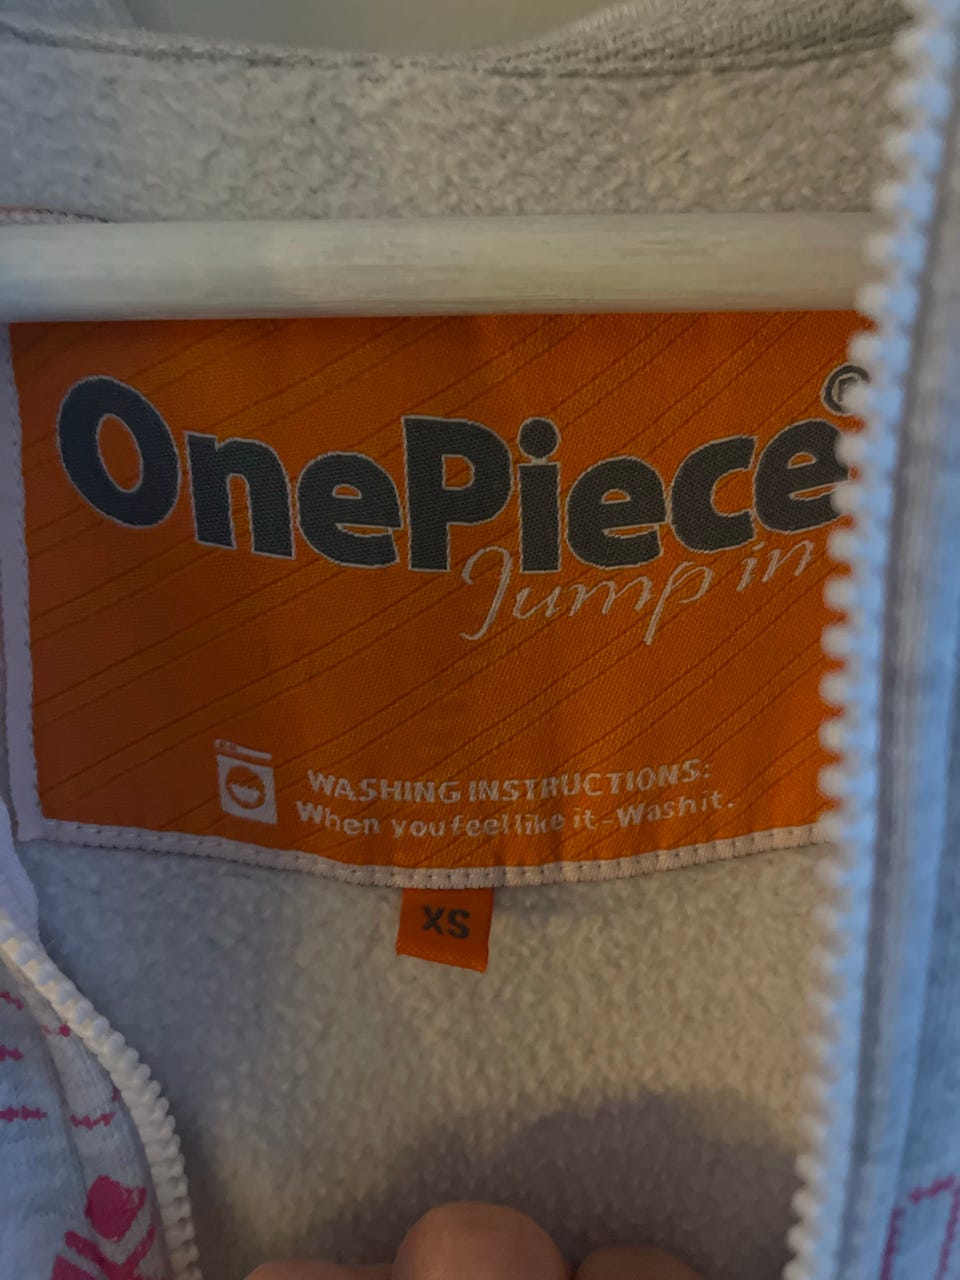 OnePiece®
Jump in
WASHING INSTRUCTIONS:
When you feel like it-Wash it.
XS